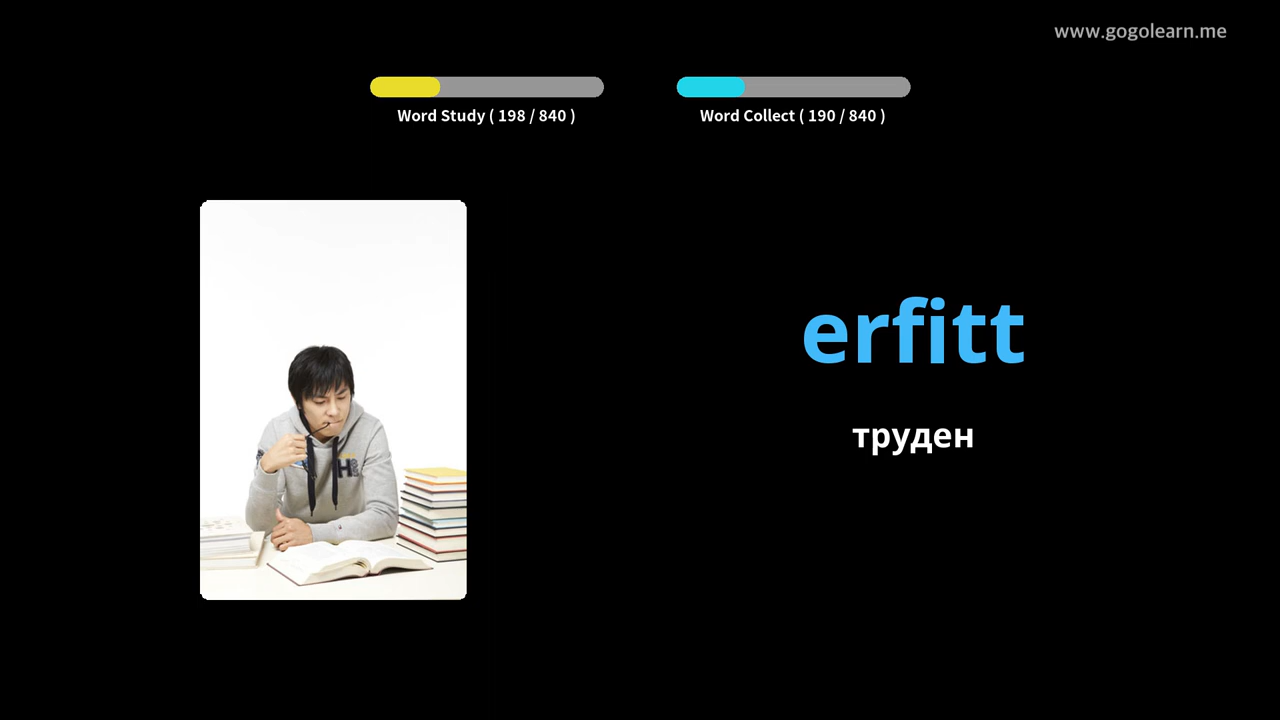 www.gogolearn.me
Word Study ( 198 / 840 )
Word Collect ( 190 / 840 )
erfitt
труден
H